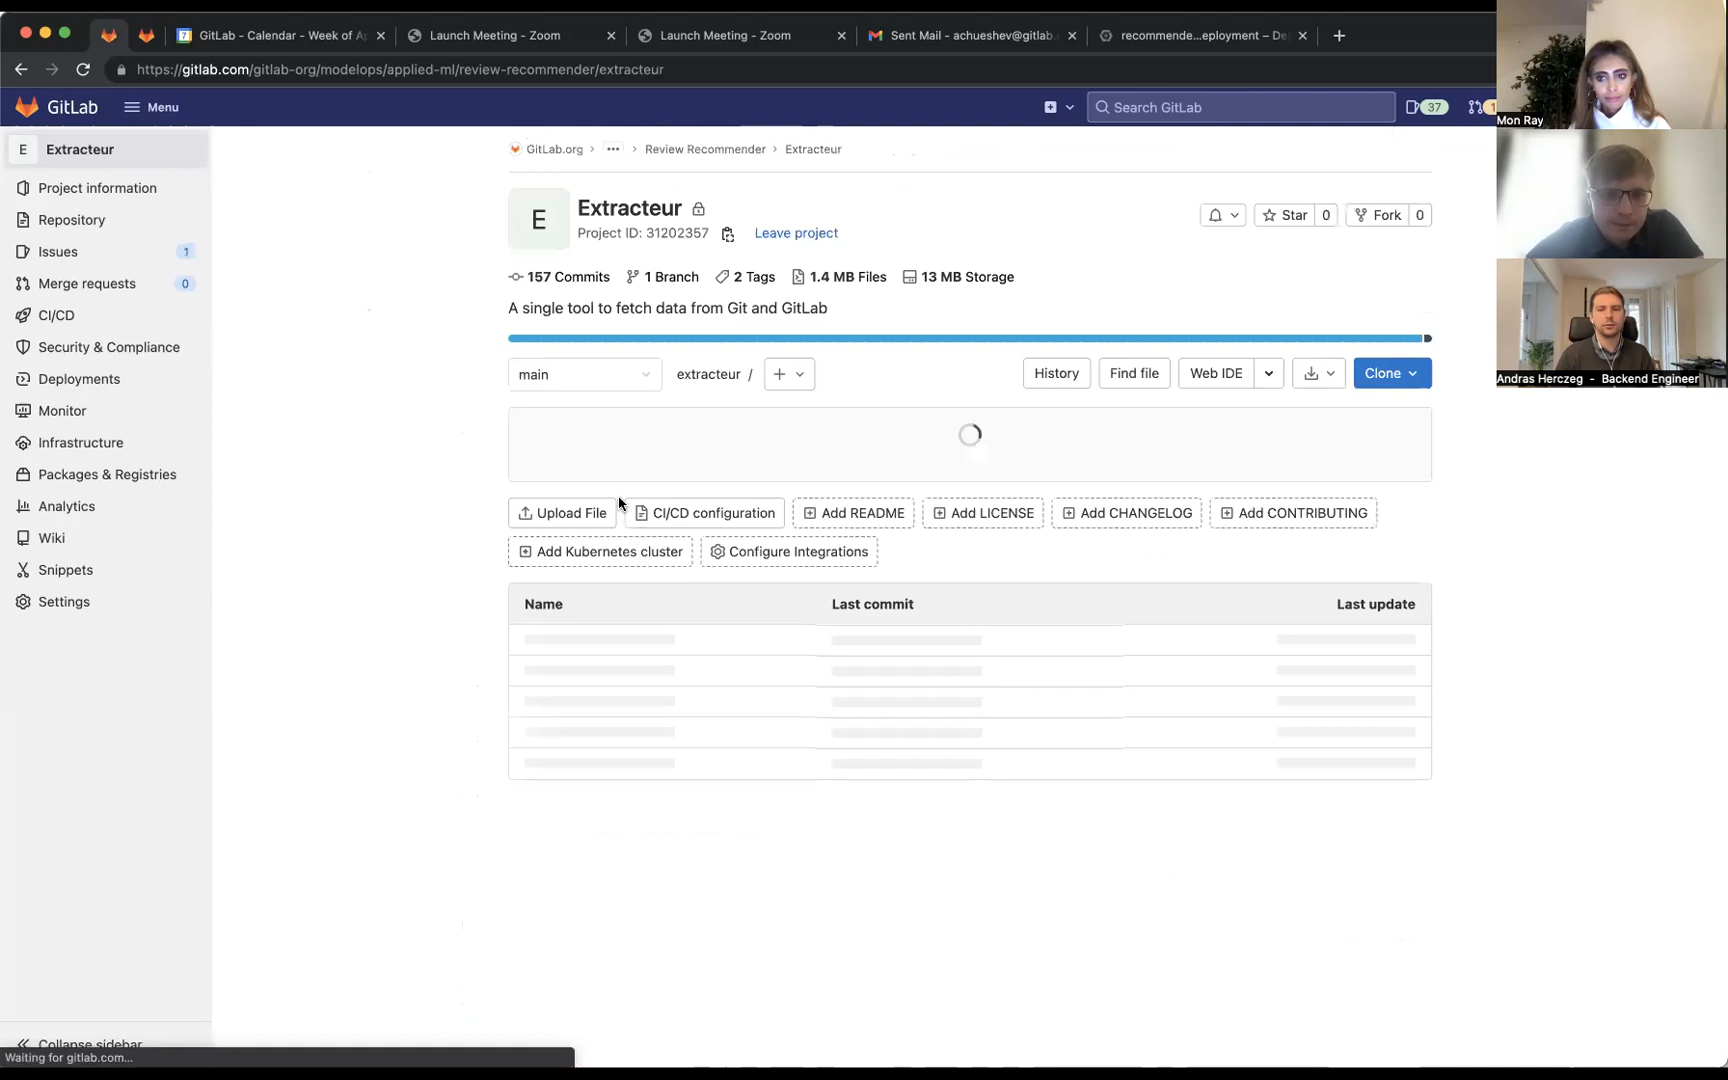 GitLab - Calendar - Week of A
Launch Meeting - Zoom
Launch Meeting - Zoom
Sent Mail - achueshev@gitlab.
recommende...eployment – De
https://gitlab.com/gitlab-org/modelops/applied-ml/review-recommender/extracteur
GitLab
Menu
Search GitLab
37
Mon Ray
E Extracteur
Project information
Repository
Issues 1
Merge requests 0
CI/CD
Security & Compliance
Deployments
Monitor
Infrastructure
Packages & Registries
Analytics
Wiki
Snippets
Settings
Collapse sidebar
GitLab.org > ... > Review Recommender > Extracteur
E
Extracteur
Project ID: 31202357 Leave project
Star 0 Fork 0
157 Commits 1 Branch 2 Tags 1.4 MB Files 13 MB Storage
A single tool to fetch data from Git and GitLab
main extracteur / + History Find file Web IDE Clone
Upload File CI/CD configuration Add README Add LICENSE Add CHANGELOG Add CONTRIBUTING
Add Kubernetes cluster Configure Integrations
Name Last commit Last update
Andras Herczeg - Backend Engineer
Waiting for gitlab.com...